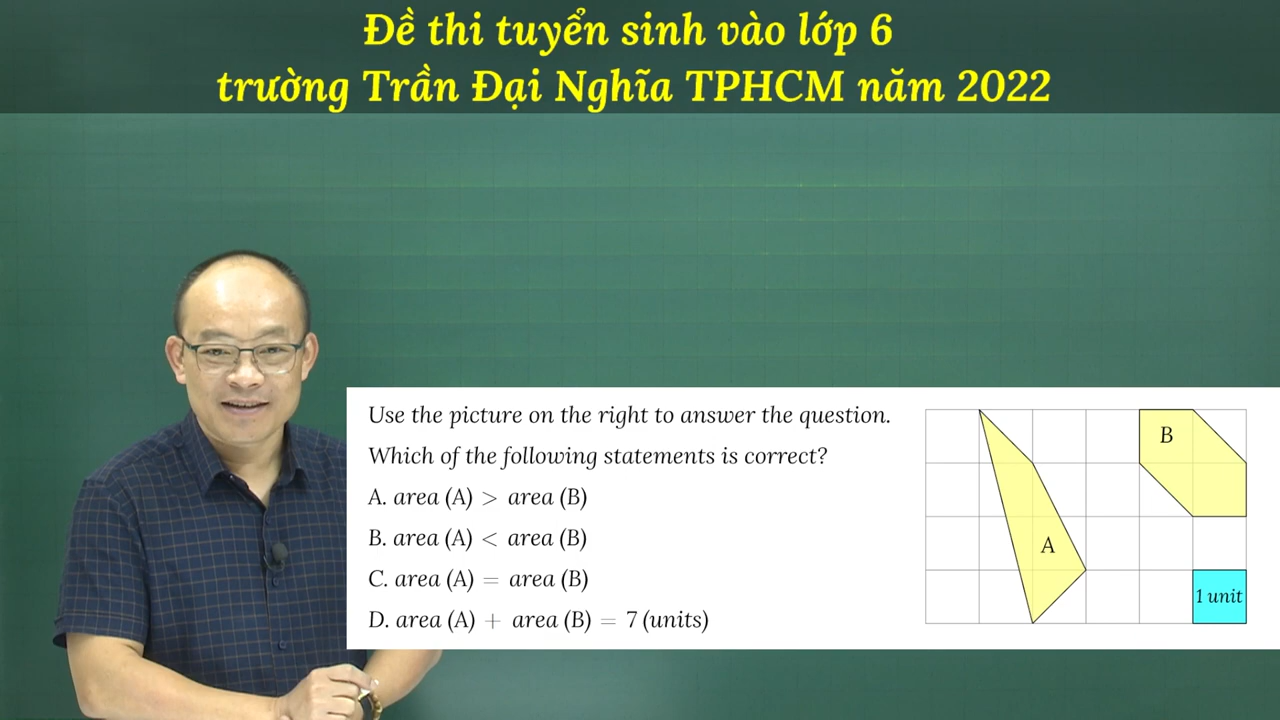 Đề thi tuyển sinh vào lớp 6
trường Trần Đại Nghĩa TPHCM năm 2022
Use the picture on the right to answer the question.
Which of the following statements is correct?
A. area (A) > area (B)
B. area (A) < area (B)
C. area (A) = area (B)
D. area (A) + area (B) = 7 (units)
B
A
1 unit